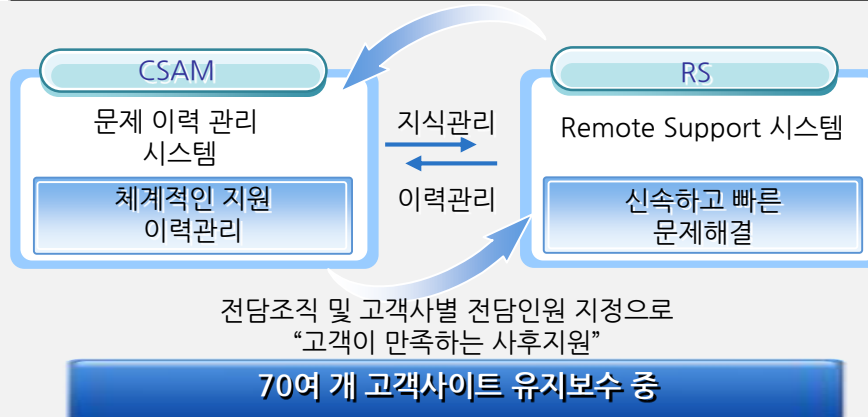 CSAM
문제 이력 관리
시스템
체계적인 지원
이력관리
지식관리
이력관리
RS
Remote Support 시스템
신속하고 빠른
문제해결
전담조직 및 고객사별 전담인원 지정으로
“고객이 만족하는 사후지원”
70여 개 고객사이트 유지보수 중